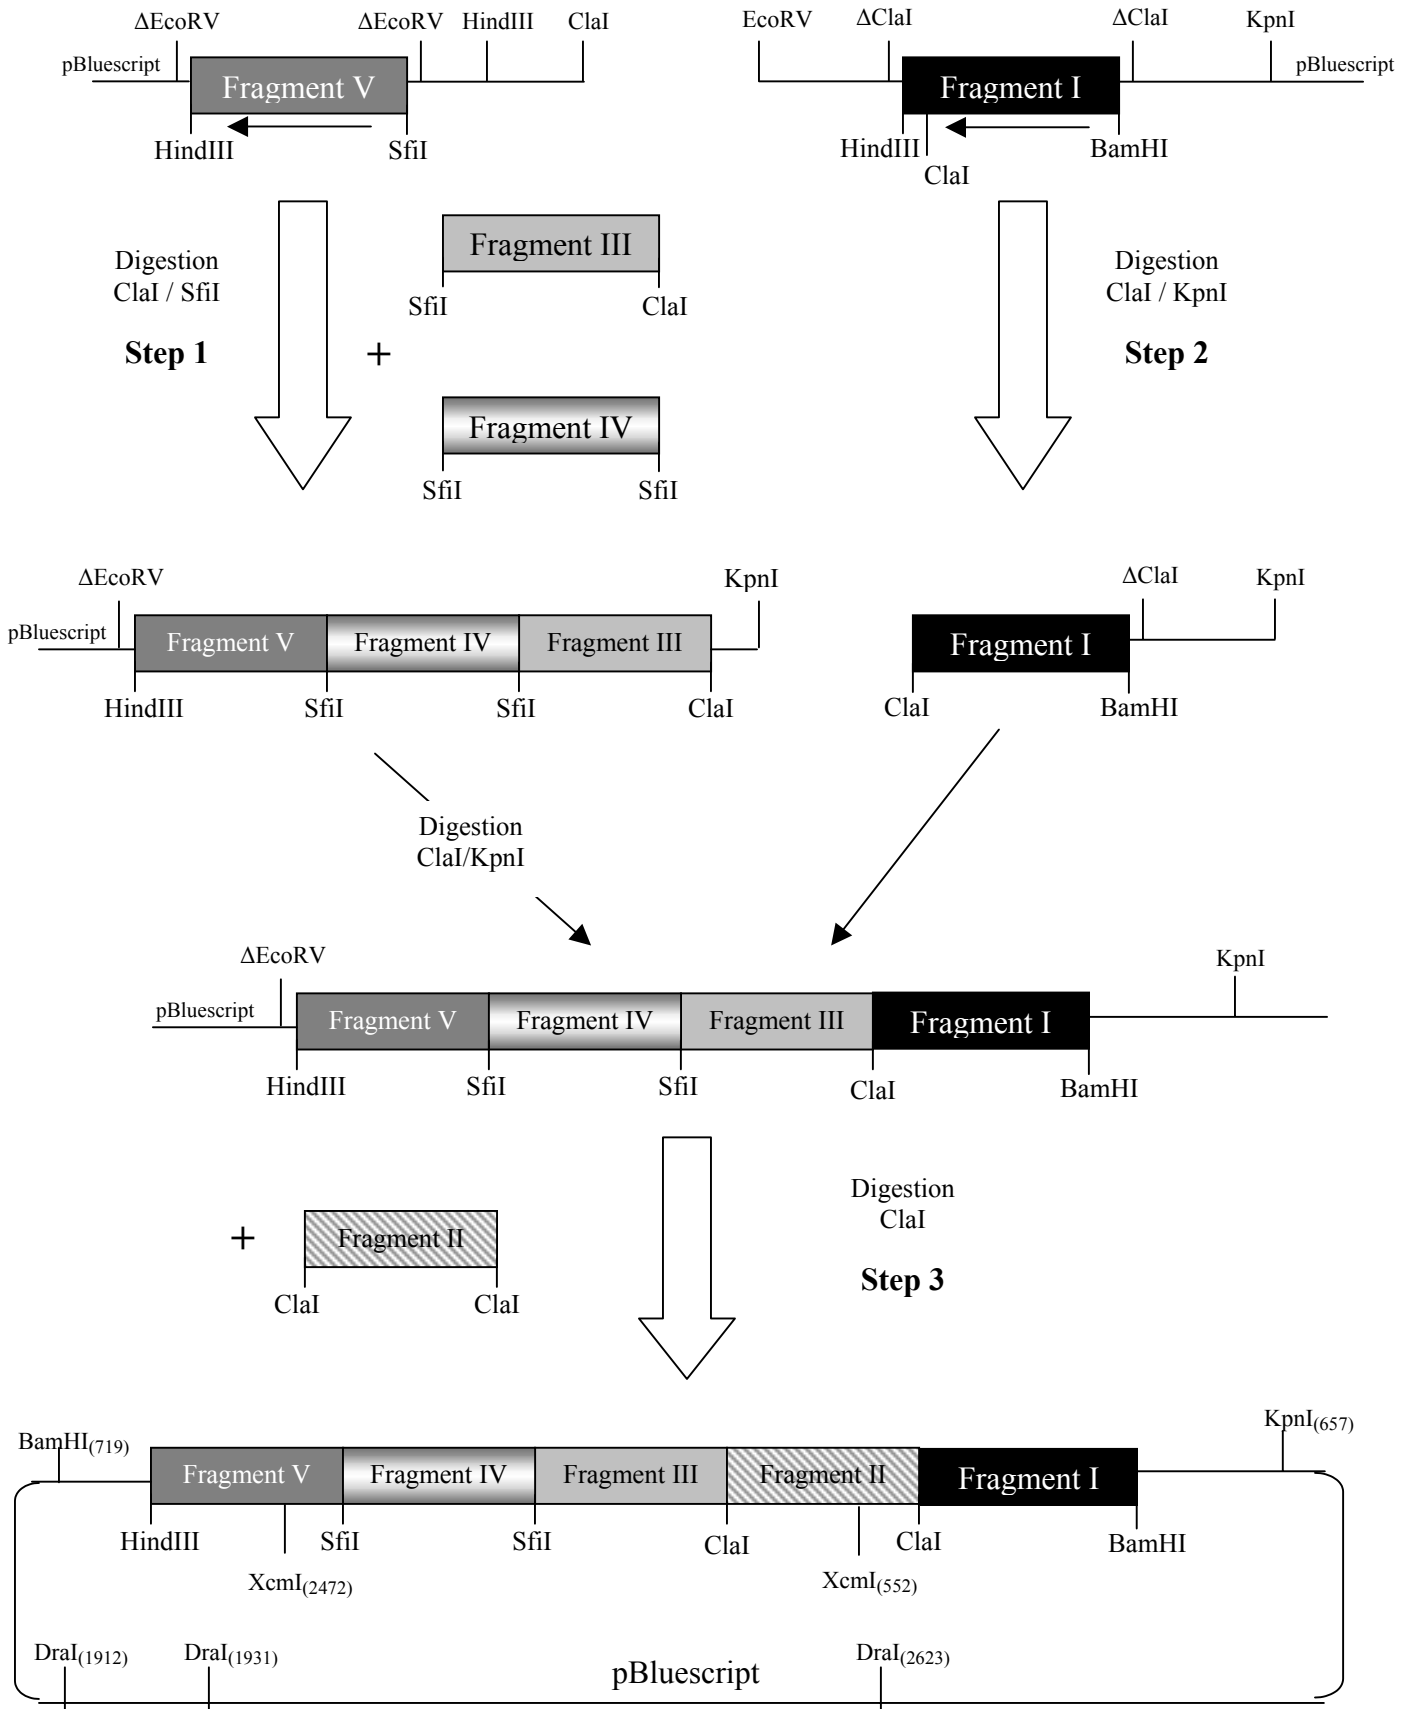 ΔEcoRV ΔEcoRV HindIII ClaI
pBluescript
Fragment V
HindIII SfiI
EcoRV ΔClaI ΔClaI KpnI
pBluescript
Fragment I
HindIII BamHI
ClaI
Digestion
ClaI / SfiI
Step 1
+
Fragment III
SfiI ClaI
Fragment IV
SfiI SfiI
Digestion
ClaI / KpnI
Step 2
ΔEcoRV KpnI
pBluescript
Fragment V Fragment IV Fragment III
HindIII SfiI SfiI ClaI
ΔClaI KpnI
Fragment I
ClaI BamHI
Digestion
ClaI/KpnI
ΔEcoRV KpnI
pBluescript
Fragment V Fragment IV Fragment III Fragment I
HindIII SfiI SfiI ClaI BamHI
+
Fragment II
ClaI ClaI
Digestion
ClaI
Step 3
BamHI(719) KpnI(657)
Fragment V Fragment IV Fragment III Fragment II Fragment I
HindIII SfiI SfiI ClaI ClaI BamHI
XcmI(2472) XcmI(552)
DraI(1912) DraI(1931) DraI(2623)
pBluescript